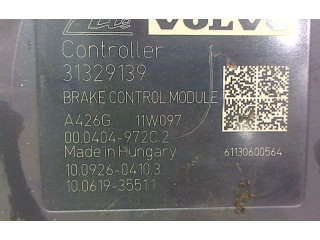 Ate VOLVO
Controller
31329139
BRAKE CONTROL MODULE
A426G 11W097
00.0404-972C.2
Made in Hungary
61130600564
10.0926-0410.3
10.0619-3551.1